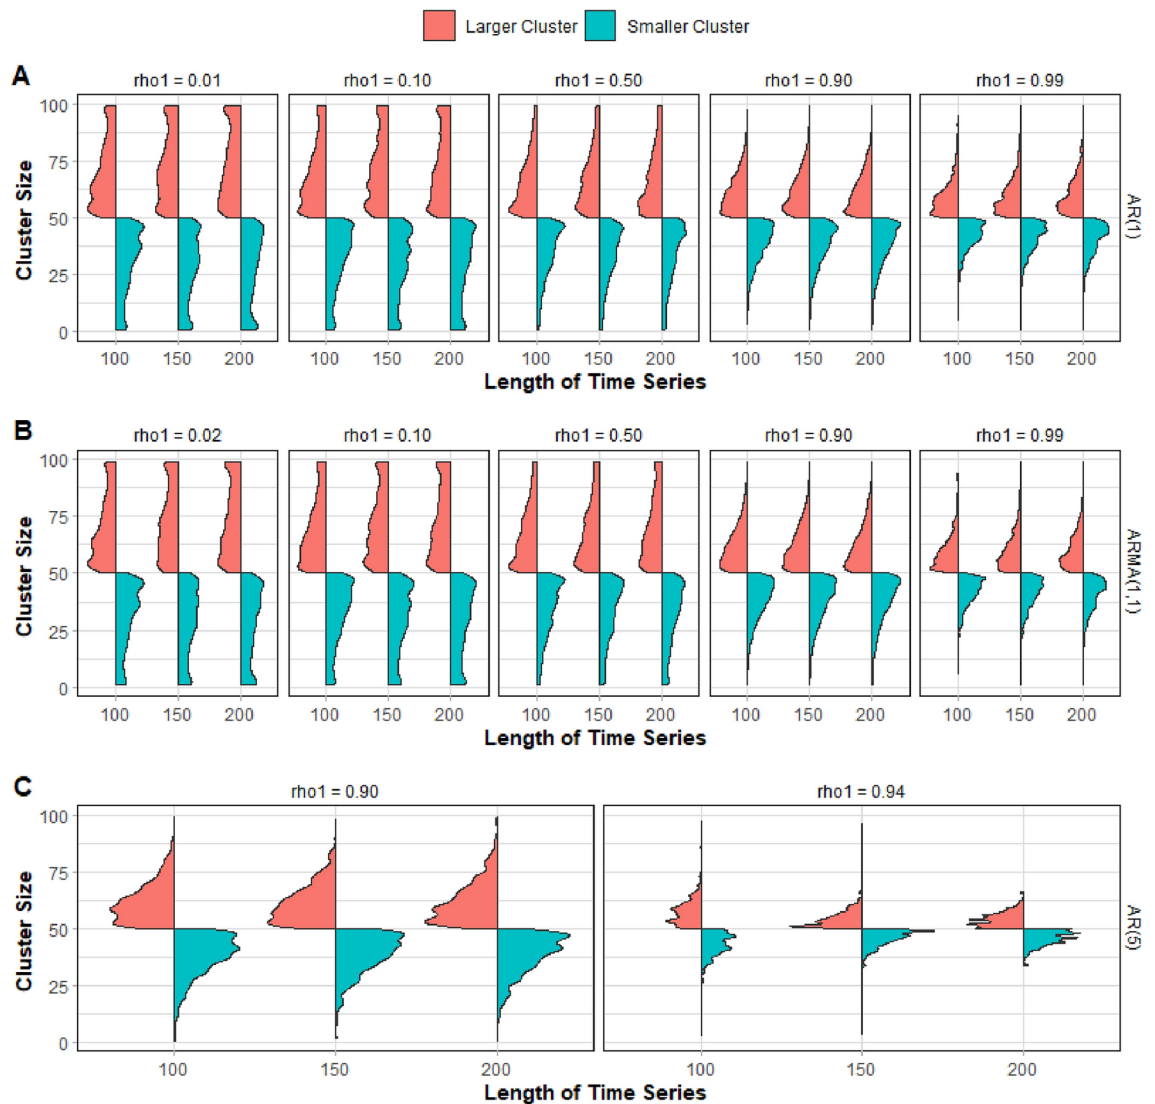 Larger Cluster Smaller Cluster
A
rho1 = 0.01 rho1 = 0.10 rho1 = 0.50 rho1 = 0.90 rho1 = 0.99
100
75
50
25
0
Cluster Size
AR(1)
100 150 200 100 150 200 100 150 200 100 150 200 100 150 200
Length of Time Series
B
rho1 = 0.02 rho1 = 0.10 rho1 = 0.50 rho1 = 0.90 rho1 = 0.99
100
75
50
25
0
Cluster Size
ARMA(1,1)
100 150 200 100 150 200 100 150 200 100 150 200 100 150 200
Length of Time Series
C
rho1 = 0.90 rho1 = 0.94
100
75
50
25
0
Cluster Size
AR(5)
100 150 200 100 150 200
Length of Time Series